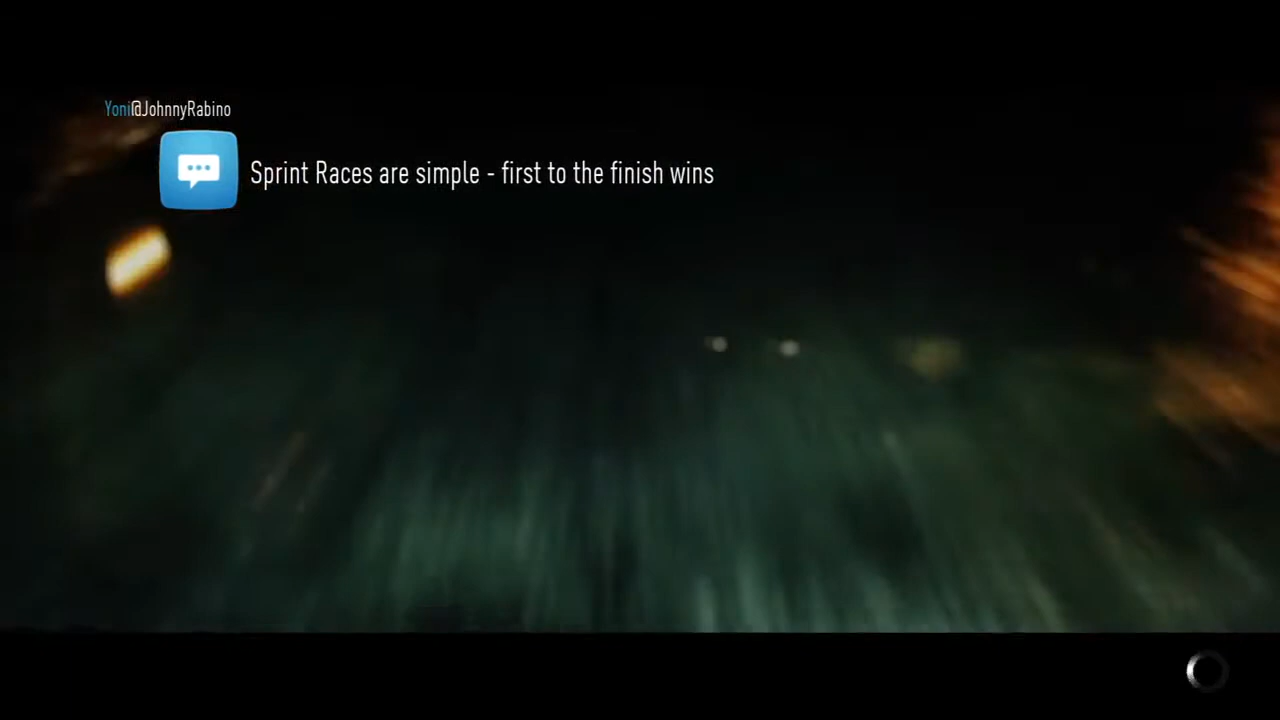 Yoni@JohnnyRabino
Sprint Races are simple - first to the finish wins